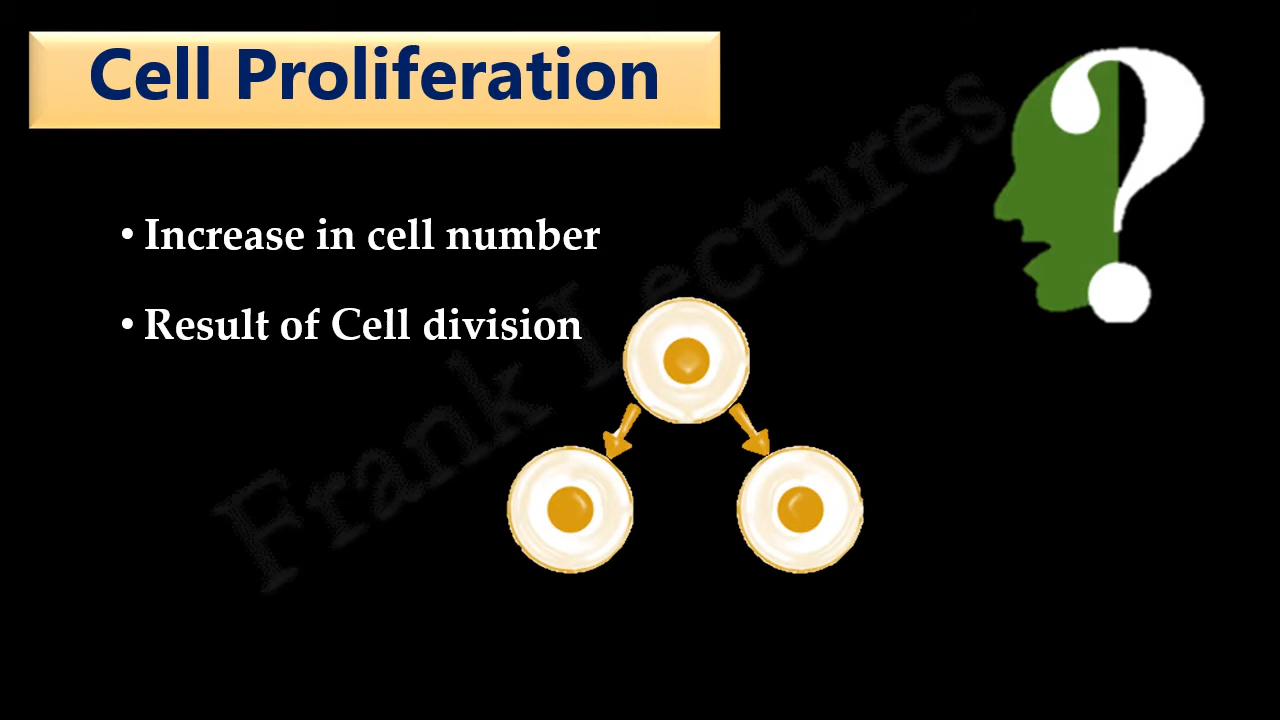 Cell Proliferation
• Increase in cell number
• Result of Cell division
Frank Lectures